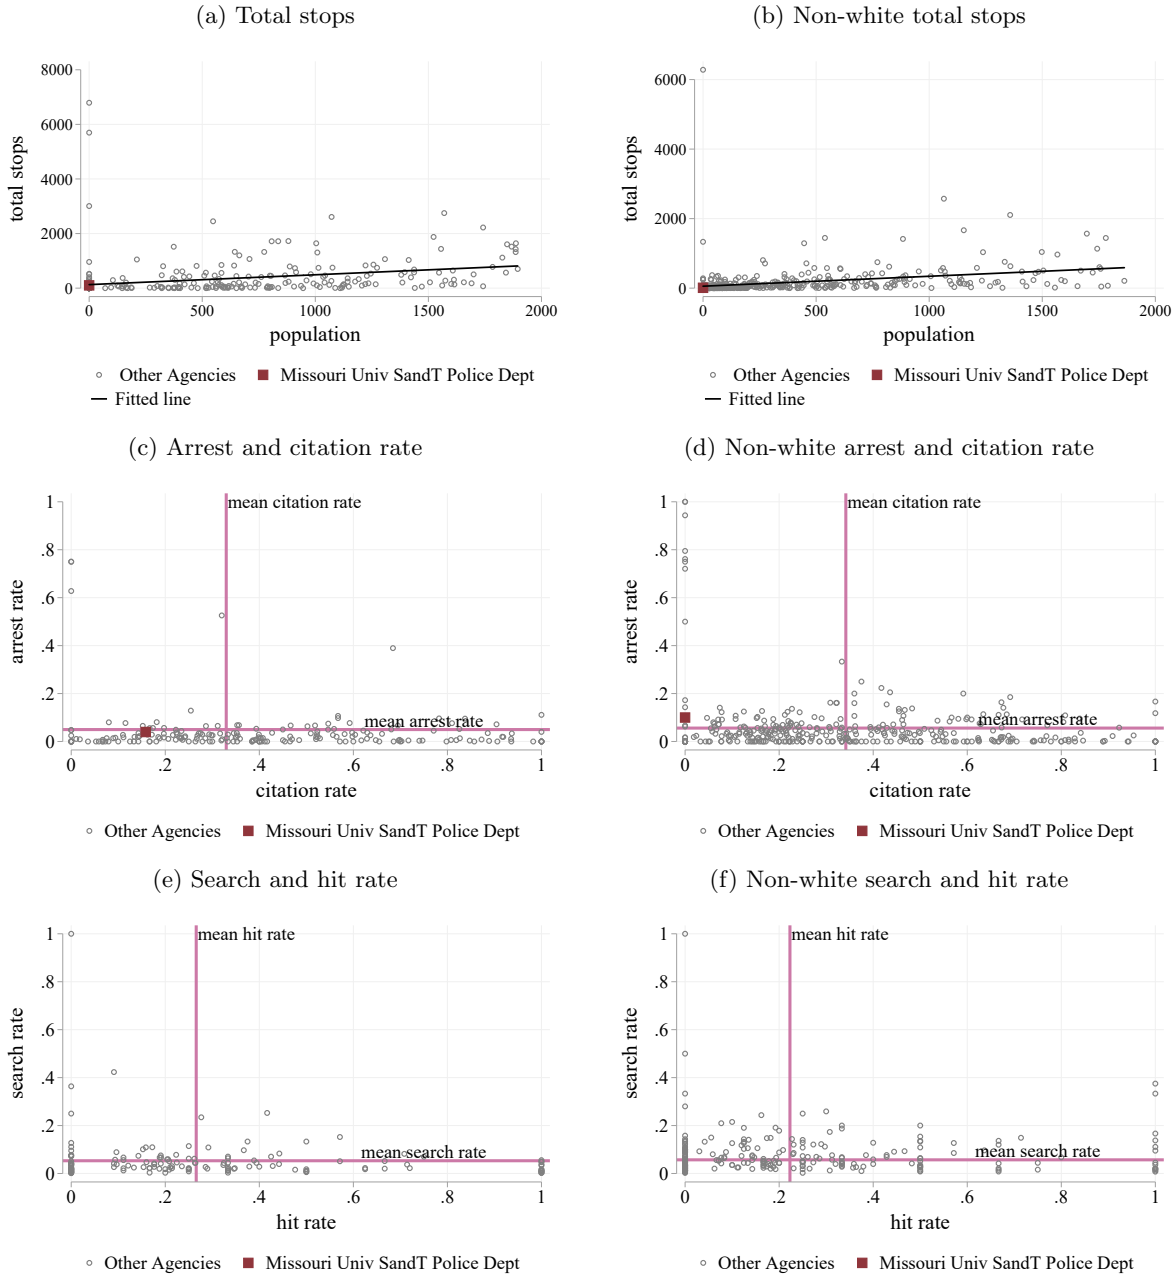 (a) Total stops
(b) Non-white total stops
8000
6000
4000
2000
0
total stops
0
500
1000
1500
2000
population
6000
4000
2000
0
total stops
0
500
1000
1500
2000
population
Other Agencies
Missouri Univ SandT Police Dept
Fitted line
Other Agencies
Missouri Univ SandT Police Dept
Fitted line
(c) Arrest and citation rate
(d) Non-white arrest and citation rate
1
.8
.6
.4
.2
0
arrest rate
mean citation rate
mean arrest rate
0
.2
.4
.6
.8
1
citation rate
1
.8
.6
.4
.2
0
arrest rate
mean citation rate
mean arrest rate
0
.2
.4
.6
.8
1
citation rate
Other Agencies
Missouri Univ SandT Police Dept
Other Agencies
Missouri Univ SandT Police Dept
(e) Search and hit rate
(f) Non-white search and hit rate
1
.8
.6
.4
.2
0
search rate
mean hit rate
mean search rate
0
.2
.4
.6
.8
1
hit rate
1
.8
.6
.4
.2
0
search rate
mean hit rate
mean search rate
0
.2
.4
.6
.8
1
hit rate
Other Agencies
Missouri Univ SandT Police Dept
Other Agencies
Missouri Univ SandT Police Dept